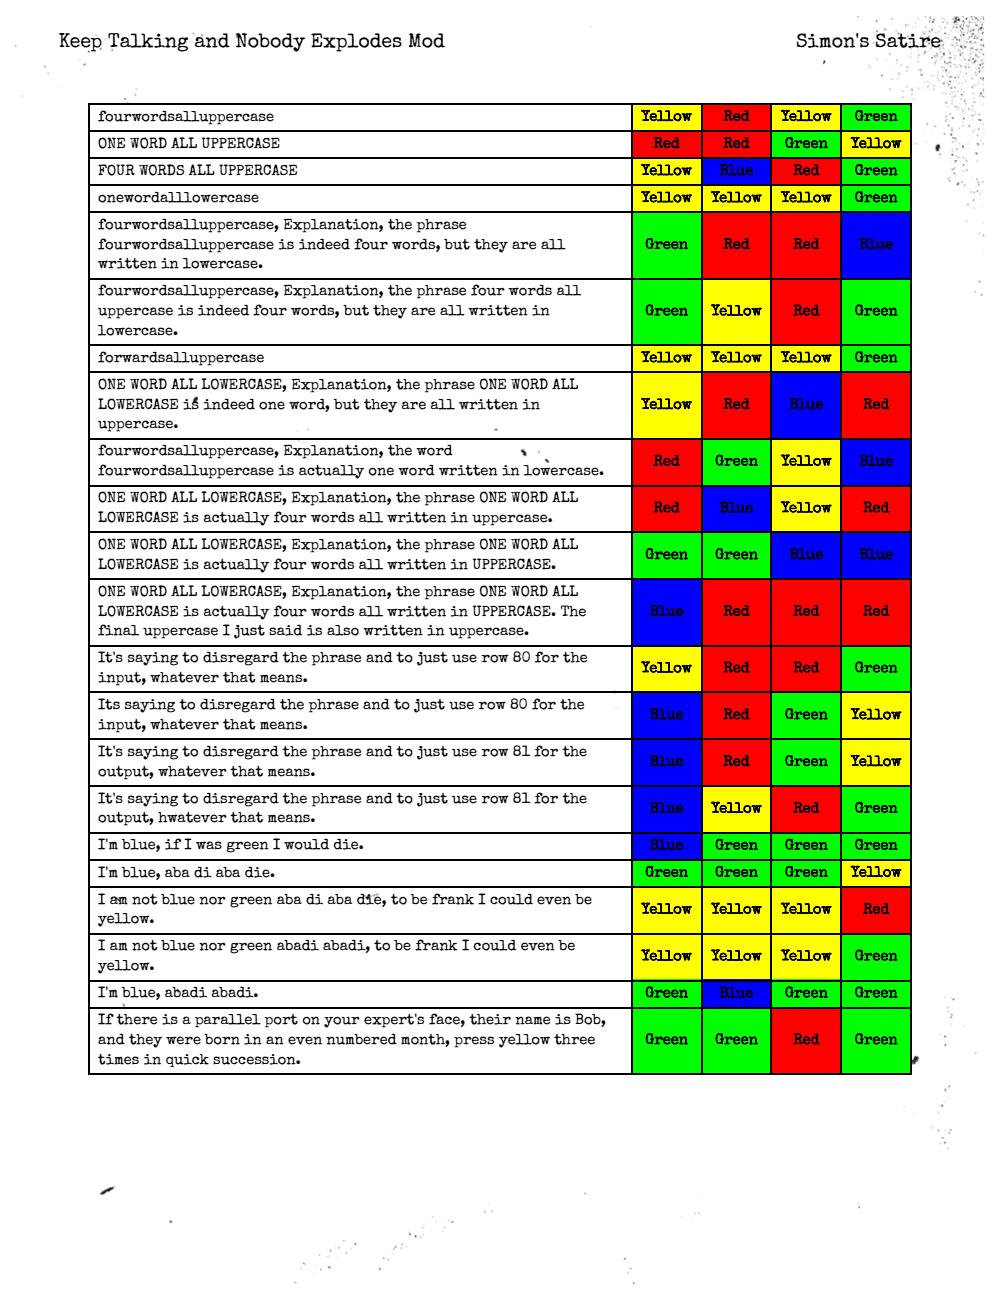 Keep Talking and Nobody Explodes Mod Simon's Satire
fourwordsalluppercase Yellow Red Yellow Green
ONE WORD ALL UPPERCASE Red Red Green Yellow
FOUR WORDS ALL UPPERCASE Yellow Blue Red Green
onewordalllowercase Yellow Yellow Yellow Green
fourwordsalluppercase, Explanation, the phrase
fourwordsalluppercase is indeed four words, but they are all
written in lowercase.
Green Red Red Blue
fourwordsalluppercase, Explanation, the phrase four words all
uppercase is indeed four words, but they are all written in
lowercase.
Green Yellow Red Green
forwardsalluppercase Yellow Yellow Yellow Green
ONE WORD ALL LOWERCASE, Explanation, the phrase ONE WORD ALL
LOWERCASE is indeed one word, but they are all written in
uppercase.
Yellow Red Blue Red
fourwordsalluppercase, Explanation, the word
fourwordsalluppercase is actually one word written in lowercase.
Red Green Yellow Blue
ONE WORD ALL LOWERCASE, Explanation, the phrase ONE WORD ALL
LOWERCASE is actually four words all written in uppercase.
Red Blue Yellow Red
ONE WORD ALL LOWERCASE, Explanation, the phrase ONE WORD ALL
LOWERCASE is actually four words all written in UPPERCASE.
Green Green Blue Blue
ONE WORD ALL LOWERCASE, Explanation, the phrase ONE WORD ALL
LOWERCASE is actually four words all written in UPPERCASE. The
final uppercase I just said is also written in uppercase.
Blue Red Red Red
It's saying to disregard the phrase and to just use row 80 for the
input, whatever that means.
Yellow Red Red Green
Its saying to disregard the phrase and to just use row 80 for the
input, whatever that means.
Blue Red Green Yellow
It's saying to disregard the phrase and to just use row 81 for the
output, whatever that means.
Blue Red Green Yellow
It's saying to disregard the phrase and to just use row 81 for the
output, hwatever that means.
Blue Yellow Red Green
I'm blue, if I was green I would die. Blue Green Green Green
I'm blue, aba di aba die. Green Green Green Yellow
I am not blue nor green aba di aba die, to be frank I could even be
yellow.
Yellow Yellow Yellow Red
I am not blue nor green abadi abadi, to be frank I could even be
yellow.
Yellow Yellow Yellow Green
I'm blue, abadi abadi. Green Blue Green Green
If there is a parallel port on your expert's face, their name is Bob,
and they were born in an even numbered month, press yellow three
times in quick succession.
Green Green Red Green